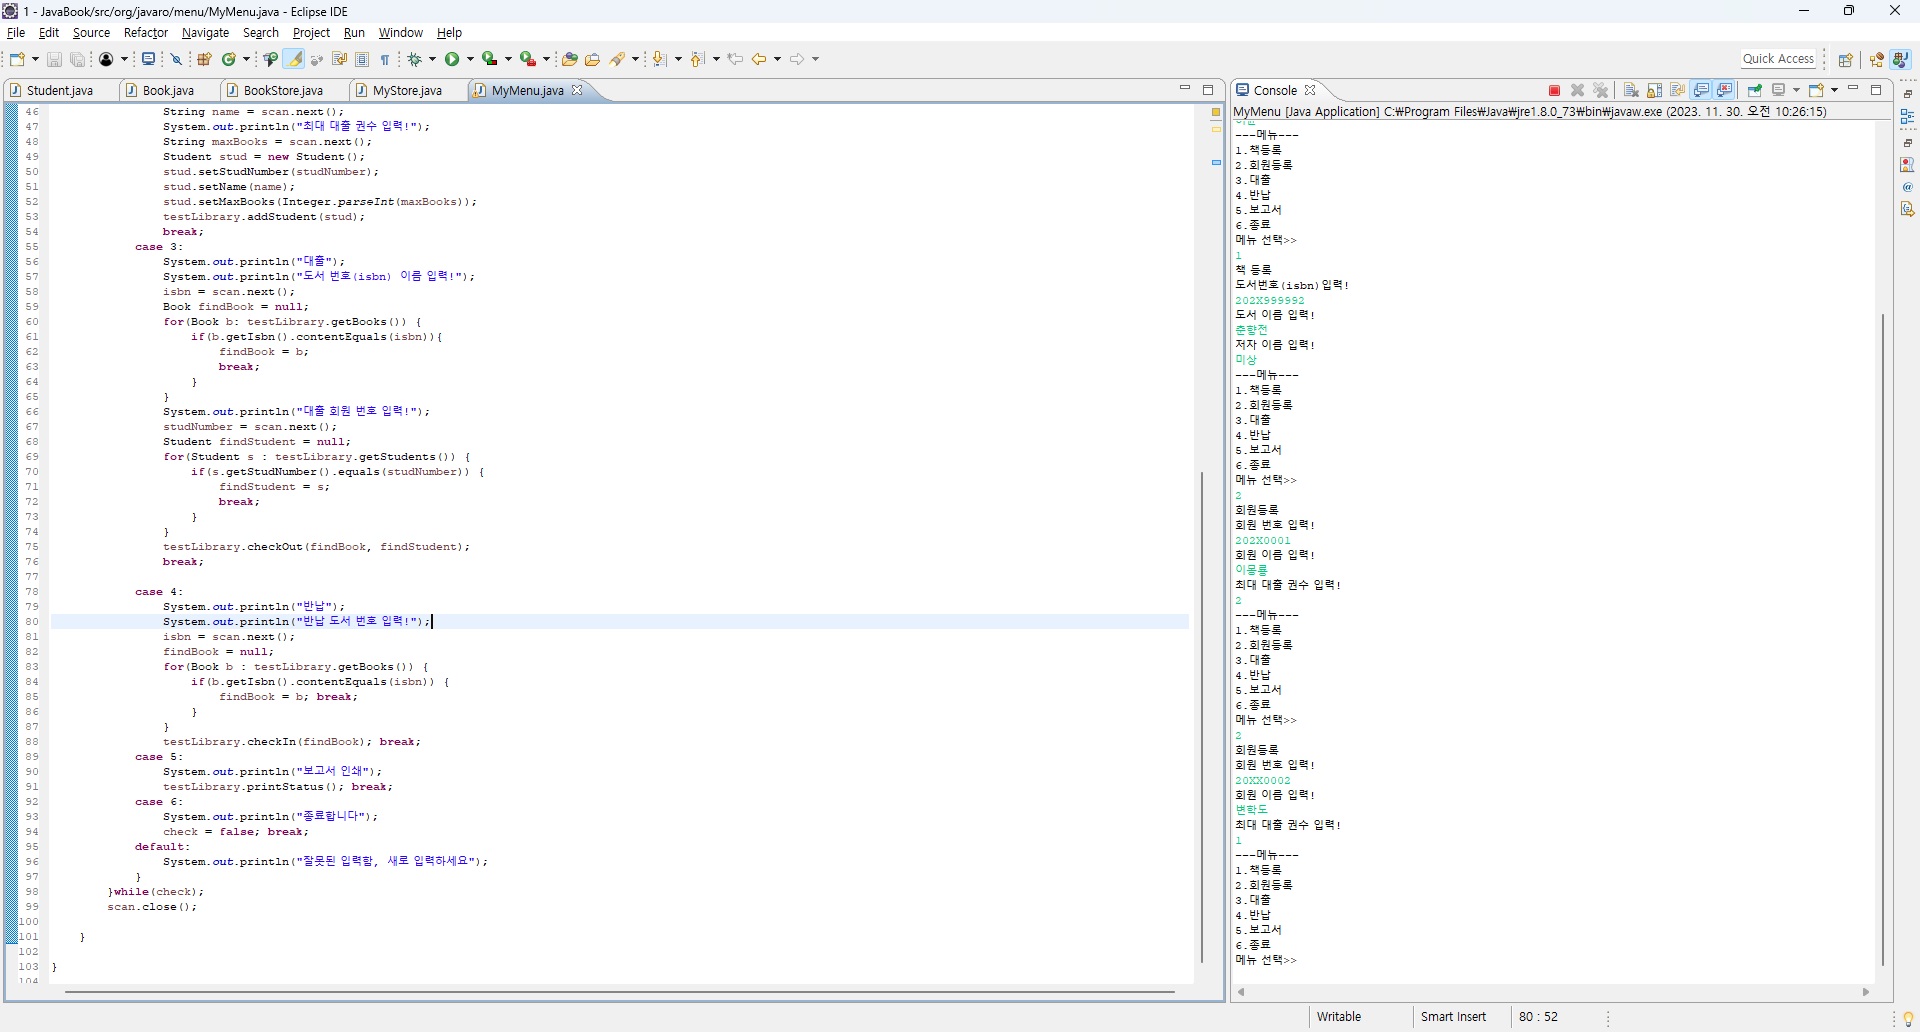 1 - JavaBook/src/org/javaro/menu/MyMenu.java - Eclipse IDE
File Edit Source Refactor Navigate Search Project Run Window Help
Quick Access
Student.java Book.java BookStore.java MyStore.java MyMenu.java
46 String name = scan.next();
47 System.out.println("최대 대출 권수 입력!");
48 String maxBooks = scan.next();
49 Student stud = new Student();
50 stud.setStudNumber(studNumber);
51 stud.setName(name);
52 stud.setMaxBooks(Integer.parseInt(maxBooks));
53 testLibrary.addStudent(stud);
54 break;
55 case 3:
56 System.out.println("대출");
57 System.out.println("도서 번호(isbn) 이름 입력!");
58 isbn = scan.next();
59 Book findBook = null;
60 for(Book b: testLibrary.getBooks()) {
61 if(b.getIsbn().contentEquals(isbn)){
62 findBook = b;
63 break;
64 }
65 }
66 System.out.println("대출 회원 번호 입력!");
67 studNumber = scan.next();
68 Student findStudent = null;
69 for(Student s : testLibrary.getStudents()) {
70 if(s.getStudNumber().equals(studNumber)) {
71 findStudent = s;
72 break;
73 }
74 }
75 testLibrary.checkOut(findBook, findStudent);
76 break;
77
78 case 4:
79 System.out.println("반납");
80 System.out.println("반납 도서 번호 입력!");
81 isbn = scan.next();
82 findBook = null;
83 for(Book b : testLibrary.getBooks()) {
84 if(b.getIsbn().contentEquals(isbn)) {
85 findBook = b; break;
86 }
87 }
88 testLibrary.checkIn(findBook); break;
89 case 5:
90 System.out.println("보고서 인쇄");
91 testLibrary.printStatus(); break;
92 case 6:
93 System.out.println("종료합니다");
94 check = false; break;
95 default:
96 System.out.println("잘못된 입력함, 새로 입력하세요");
97 }
98 }while(check);
99 scan.close();
100
101 }
102
103 }
104
Console
MyMenu [Java Application] C:₩Program Files₩Java₩jre1.8.0_73₩bin₩javaw.exe (2023. 11. 30. 오전 10:26:15)
---메뉴---
1.책등록
2.회원등록
3.대출
4.반납
5.보고서
6.종료
메뉴 선택>>
1
책 등록
도서번호(isbn)입력!
202X999992
도서 이름 입력!
춘향전
저자 이름 입력!
미상
---메뉴---
1.책등록
2.회원등록
3.대출
4.반납
5.보고서
6.종료
메뉴 선택>>
2
회원등록
회원 번호 입력!
202X0001
회원 이름 입력!
이몽룡
최대 대출 권수 입력!
2
---메뉴---
1.책등록
2.회원등록
3.대출
4.반납
5.보고서
6.종료
메뉴 선택>>
2
회원등록
회원 번호 입력!
20XX0002
회원 이름 입력!
변학도
최대 대출 권수 입력!
1
---메뉴---
1.책등록
2.회원등록
3.대출
4.반납
5.보고서
6.종료
메뉴 선택>>
Writable Smart Insert 80 : 52